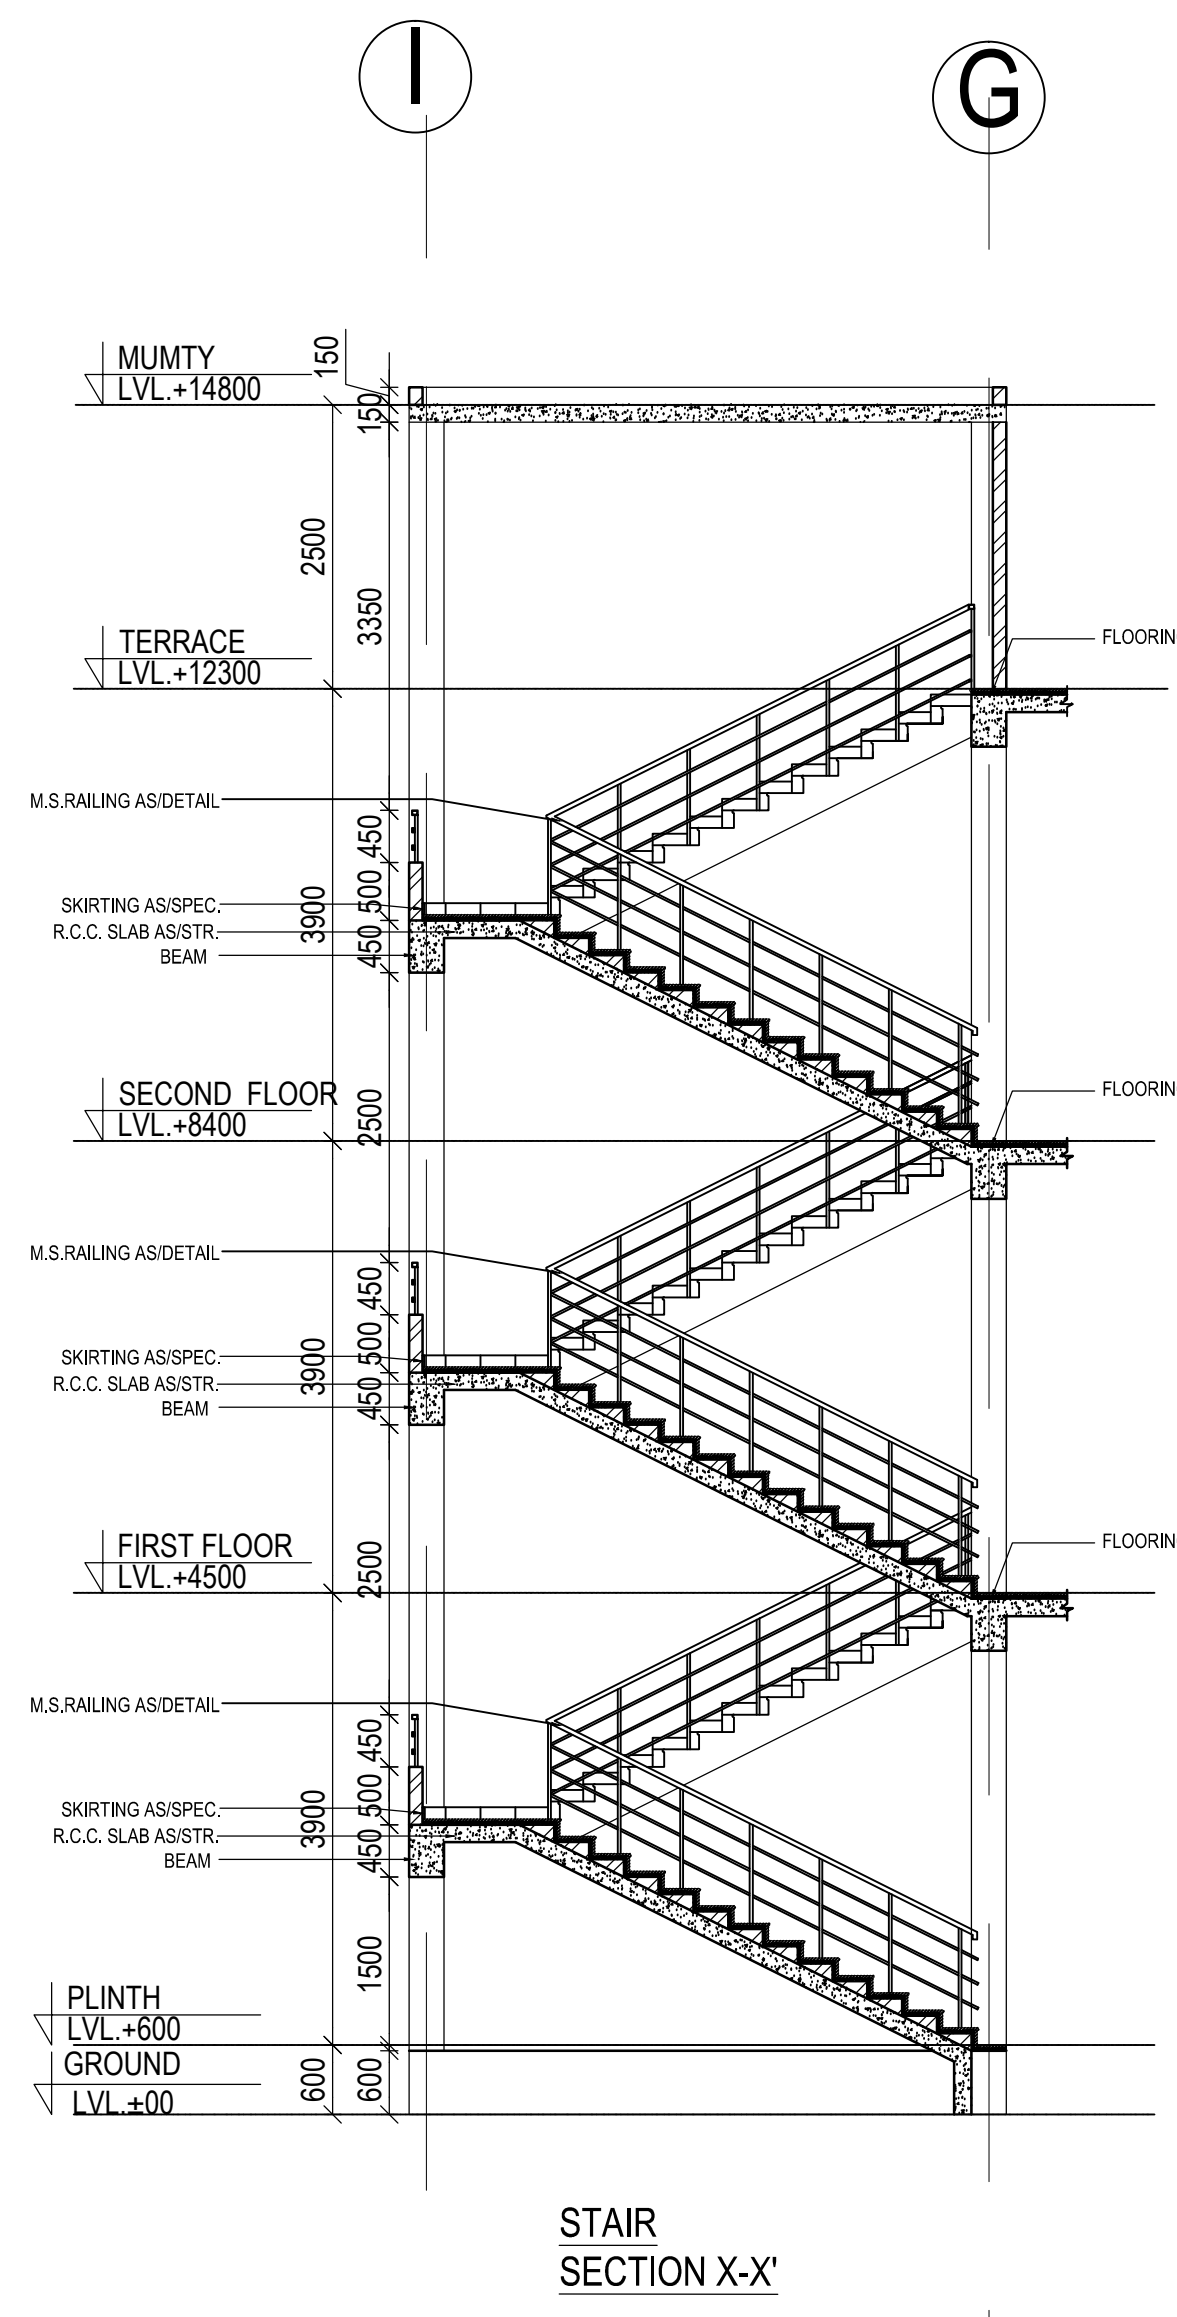 I
G
MUMTY
LVL.+14800
150
150
2500
3350
TERRACE
LVL.+12300
FLOORIN
M.S.RAILING AS/DETAIL
450
SKIRTING AS/SPEC.
500
3900
R.C.C. SLAB AS/STR.
450
BEAM
SECOND FLOOR
LVL.+8400
2500
FLOORIN
M.S.RAILING AS/DETAIL
450
SKIRTING AS/SPEC.
500
3900
R.C.C. SLAB AS/STR.
450
BEAM
FIRST FLOOR
LVL.+4500
2500
FLOORIN
M.S.RAILING AS/DETAIL
450
SKIRTING AS/SPEC.
500
3900
R.C.C. SLAB AS/STR.
450
BEAM
1500
PLINTH
LVL.+600
GROUND
LVL.±00
600
600
STAIR
SECTION X-X'